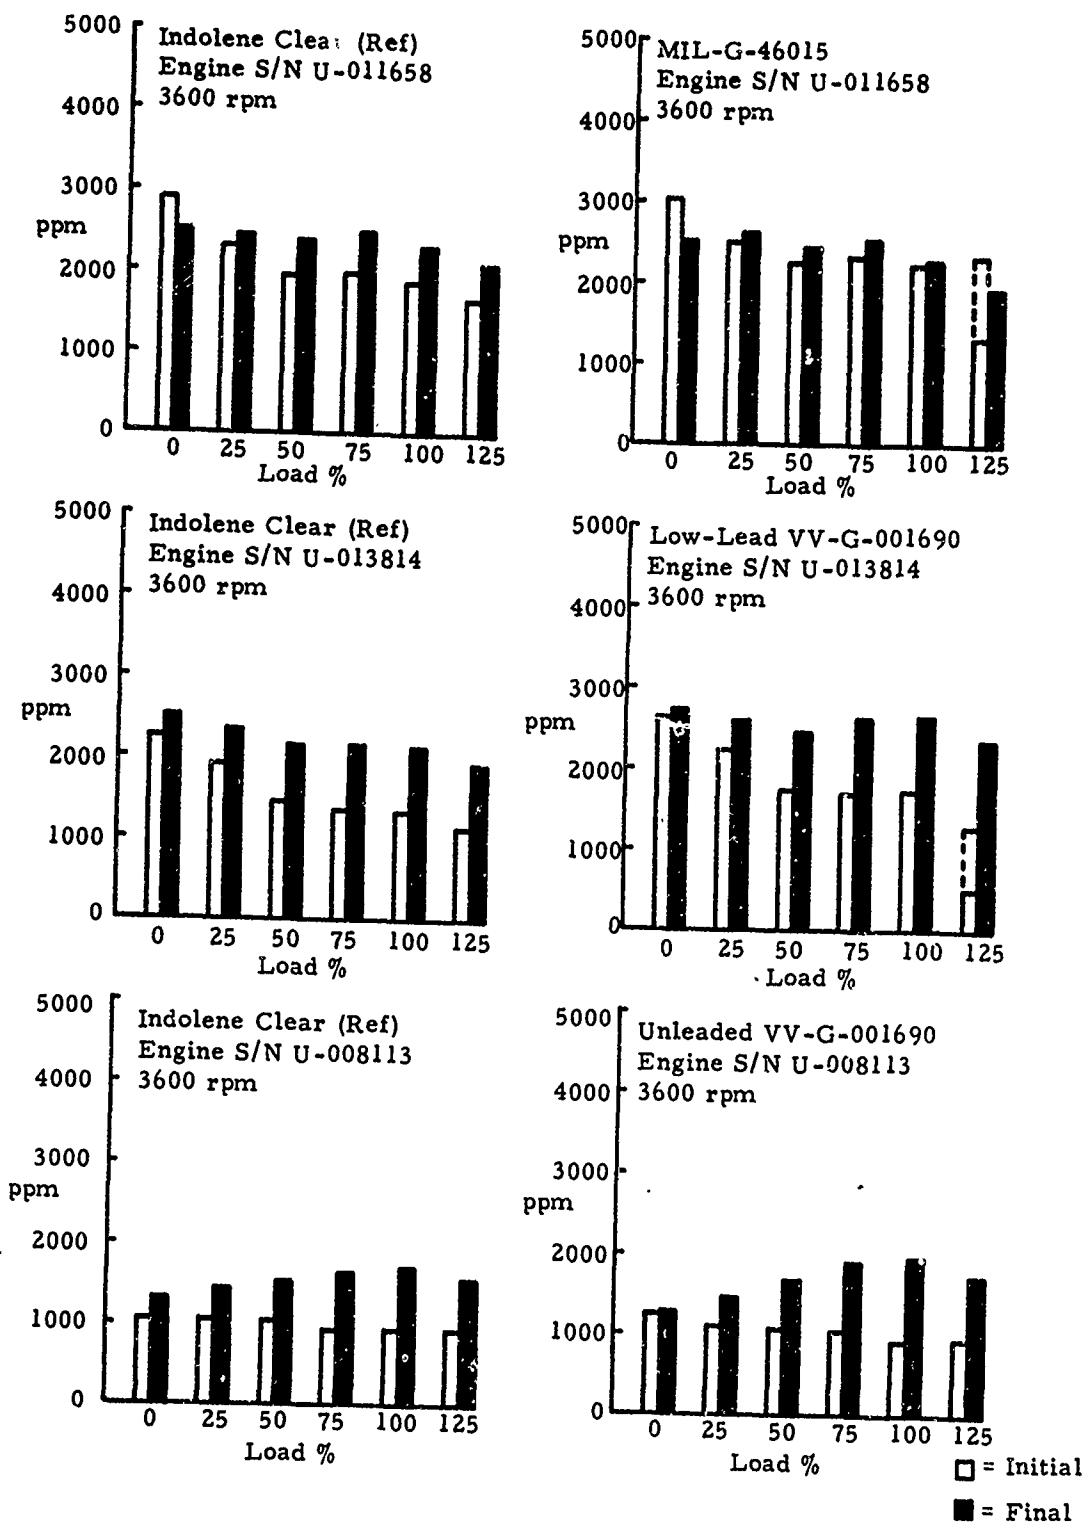 5000
4000
3000
ppm
2000
1000
0
Indolene Clear (Ref)
Engine S/N U-011658
3600 rpm
0 25 50 75 100 125
Load %
5000
4000
3000
ppm
2000
1000
0
MIL-G-46015
Engine S/N U-011658
3600 rpm
0 25 50 75 100 125
Load %
5000
4000
3000
ppm
2000
1000
0
Indolene Clear (Ref)
Engine S/N U-013814
3600 rpm
0 25 50 75 100 125
Load %
5000
4000
3000
ppm
2000
1000
0
Low-Lead VV-G-001690
Engine S/N U-013814
3600 rpm
0 25 50 75 100 125
Load %
5000
4000
3000
ppm
2000
1000
0
Indolene Clear (Ref)
Engine S/N U-008113
3600 rpm
0 25 50 75 100 125
Load %
5000
4000
3000
ppm
2000
1000
0
Unleaded VV-G-001690
Engine S/N U-008113
3600 rpm
0 25 50 75 100 125
Load %
= Initial
= Final